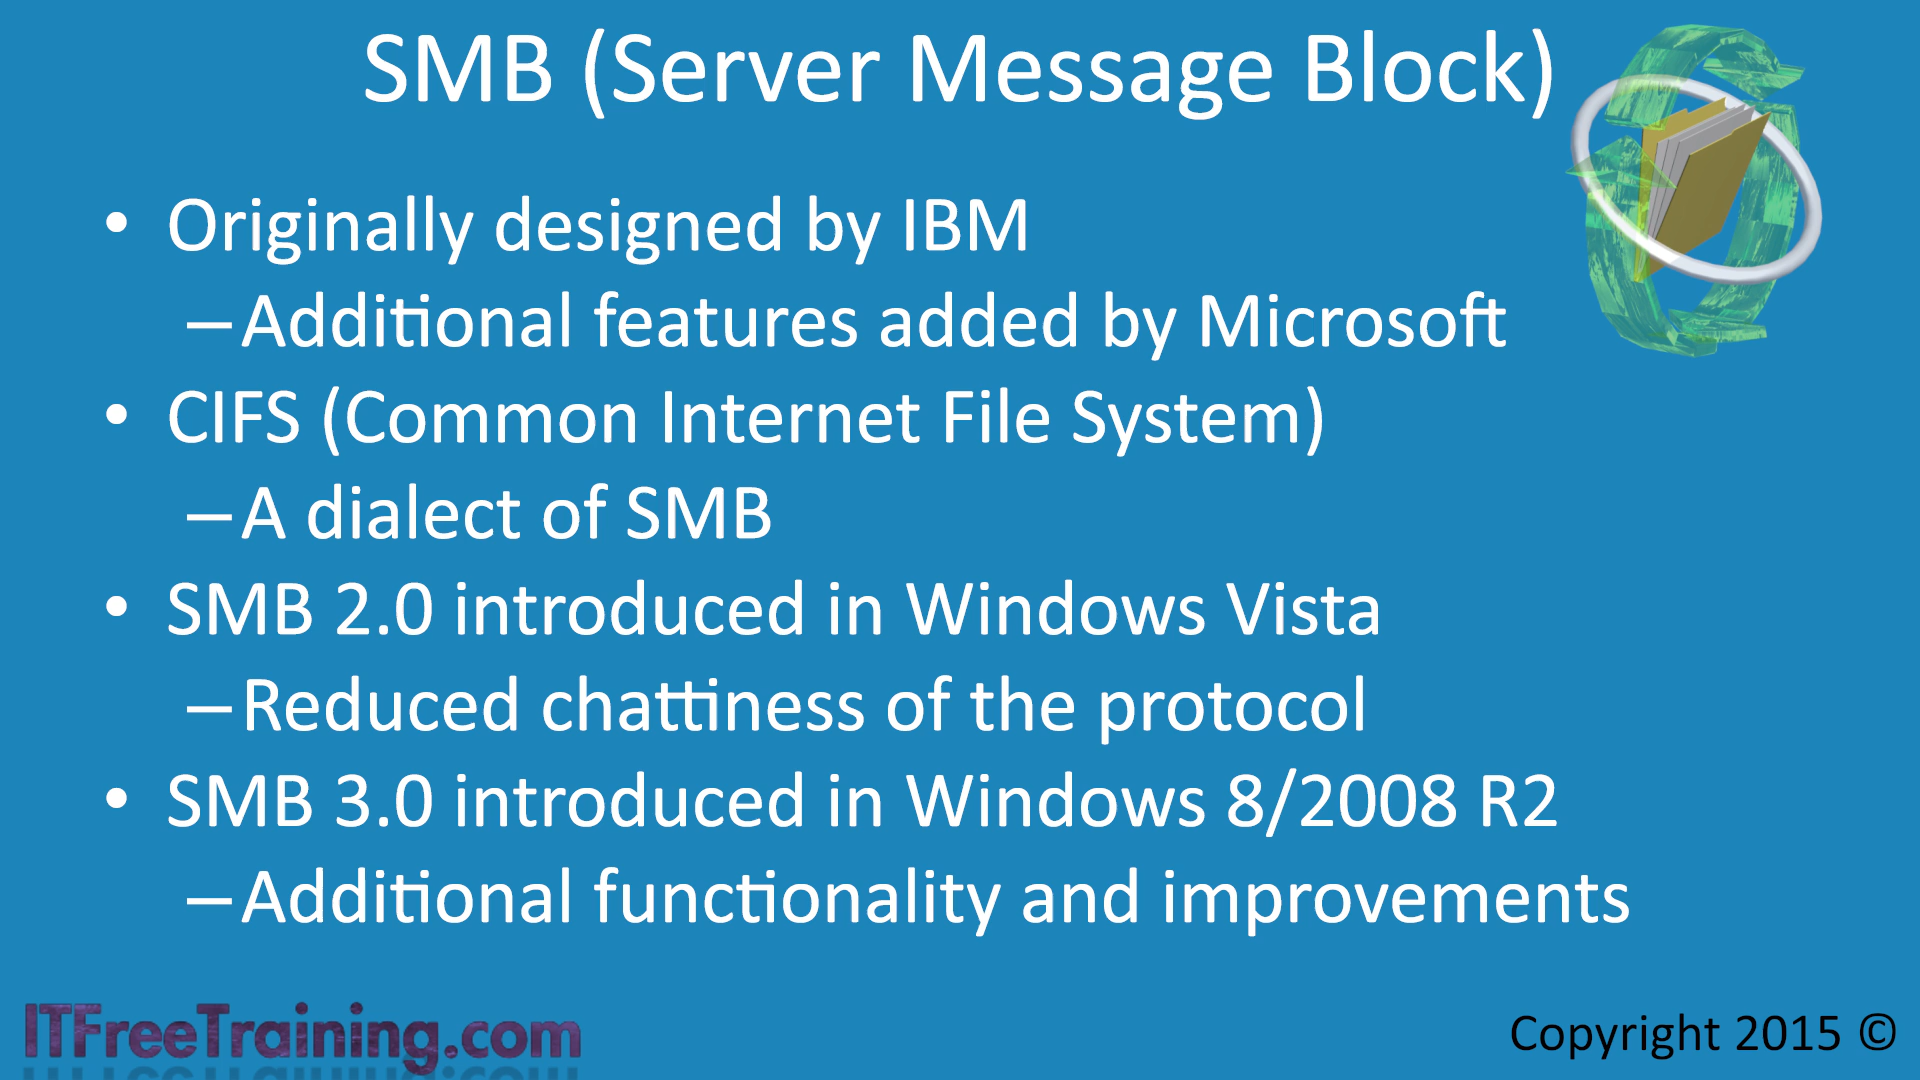 SMB (Server Message Block)
• Originally designed by IBM
–Additional features added by Microsoft
• CIFS (Common Internet File System)
–A dialect of SMB
• SMB 2.0 introduced in Windows Vista
–Reduced chattiness of the protocol
• SMB 3.0 introduced in Windows 8/2008 R2
–Additional functionality and improvements
ITFreeTraining.com
Copyright 2015 ©